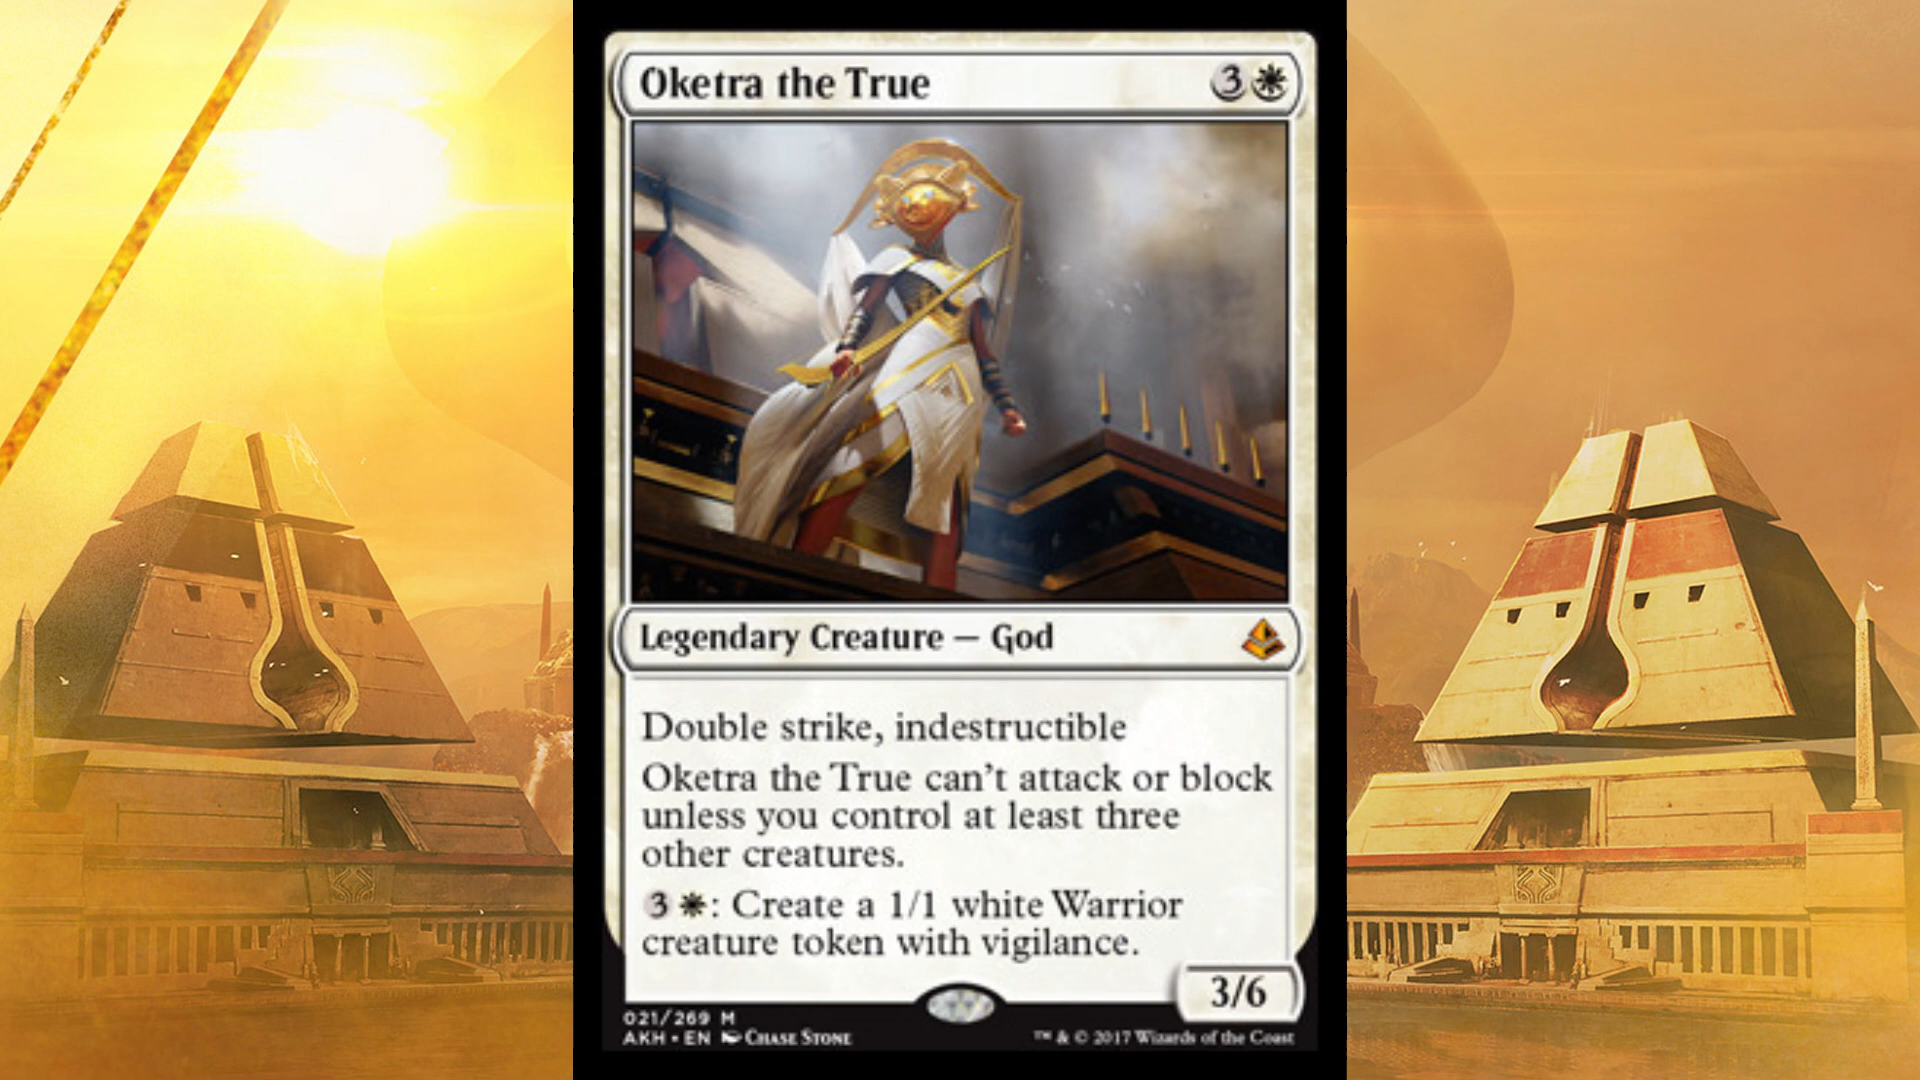 Oketra the True 3
Legendary Creature — God
Double strike, indestructible
Oketra the True can't attack or block
unless you control at least three
other creatures.
3 : Create a 1/1 white Warrior
creature token with vigilance.
3/6
021/269 M
AKH • EN Chase Stone
™ & © 2017 Wizards of the Coast